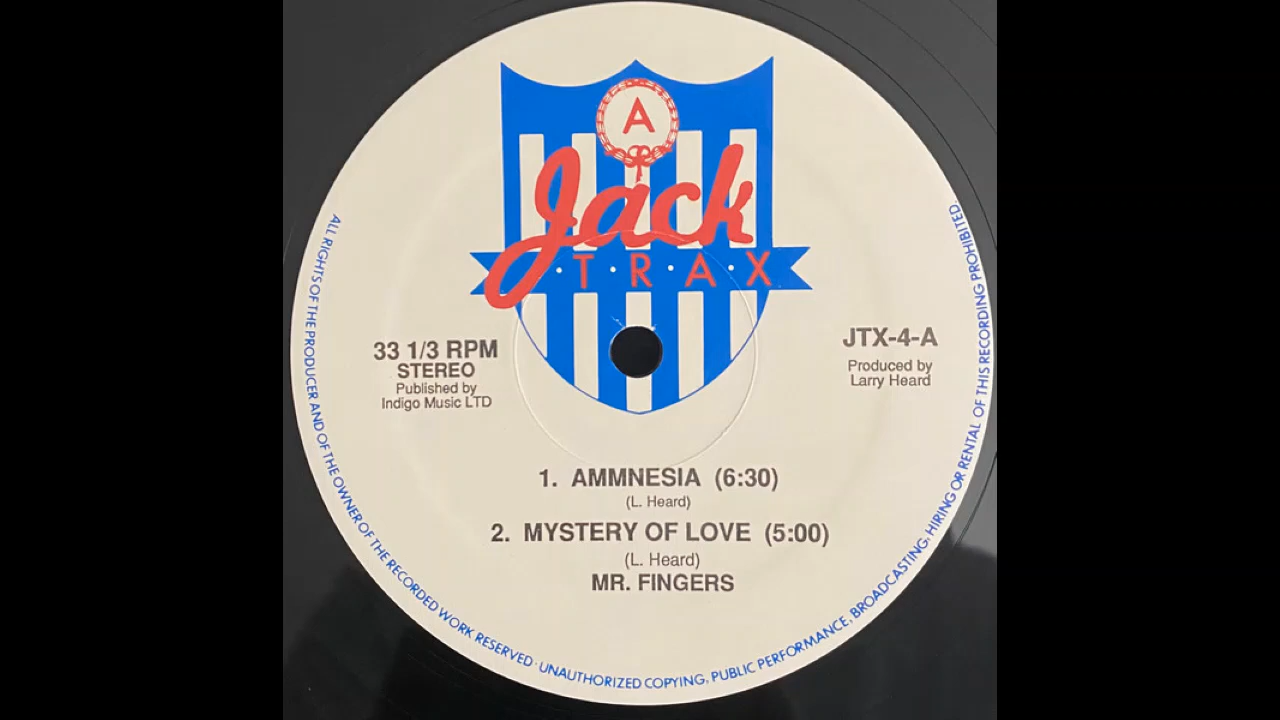 A
Jack
T·R·A·X
33 1/3 RPM
STEREO
Published by
Indigo Music LTD
JTX-4-A
Produced by
Larry Heard
1. AMMNESIA (6:30)
(L. Heard)
2. MYSTERY OF LOVE (5:00)
(L. Heard)
MR. FINGERS
ALL RIGHTS OF THE PRODUCER AND OF THE OWNER OF THE RECORDED WORK RESERVED · UNAUTHORIZED COPYING, PUBLIC PERFORMANCE, BROADCASTING, HIRING OR RENTAL OF THIS RECORDING PROHIBITED.